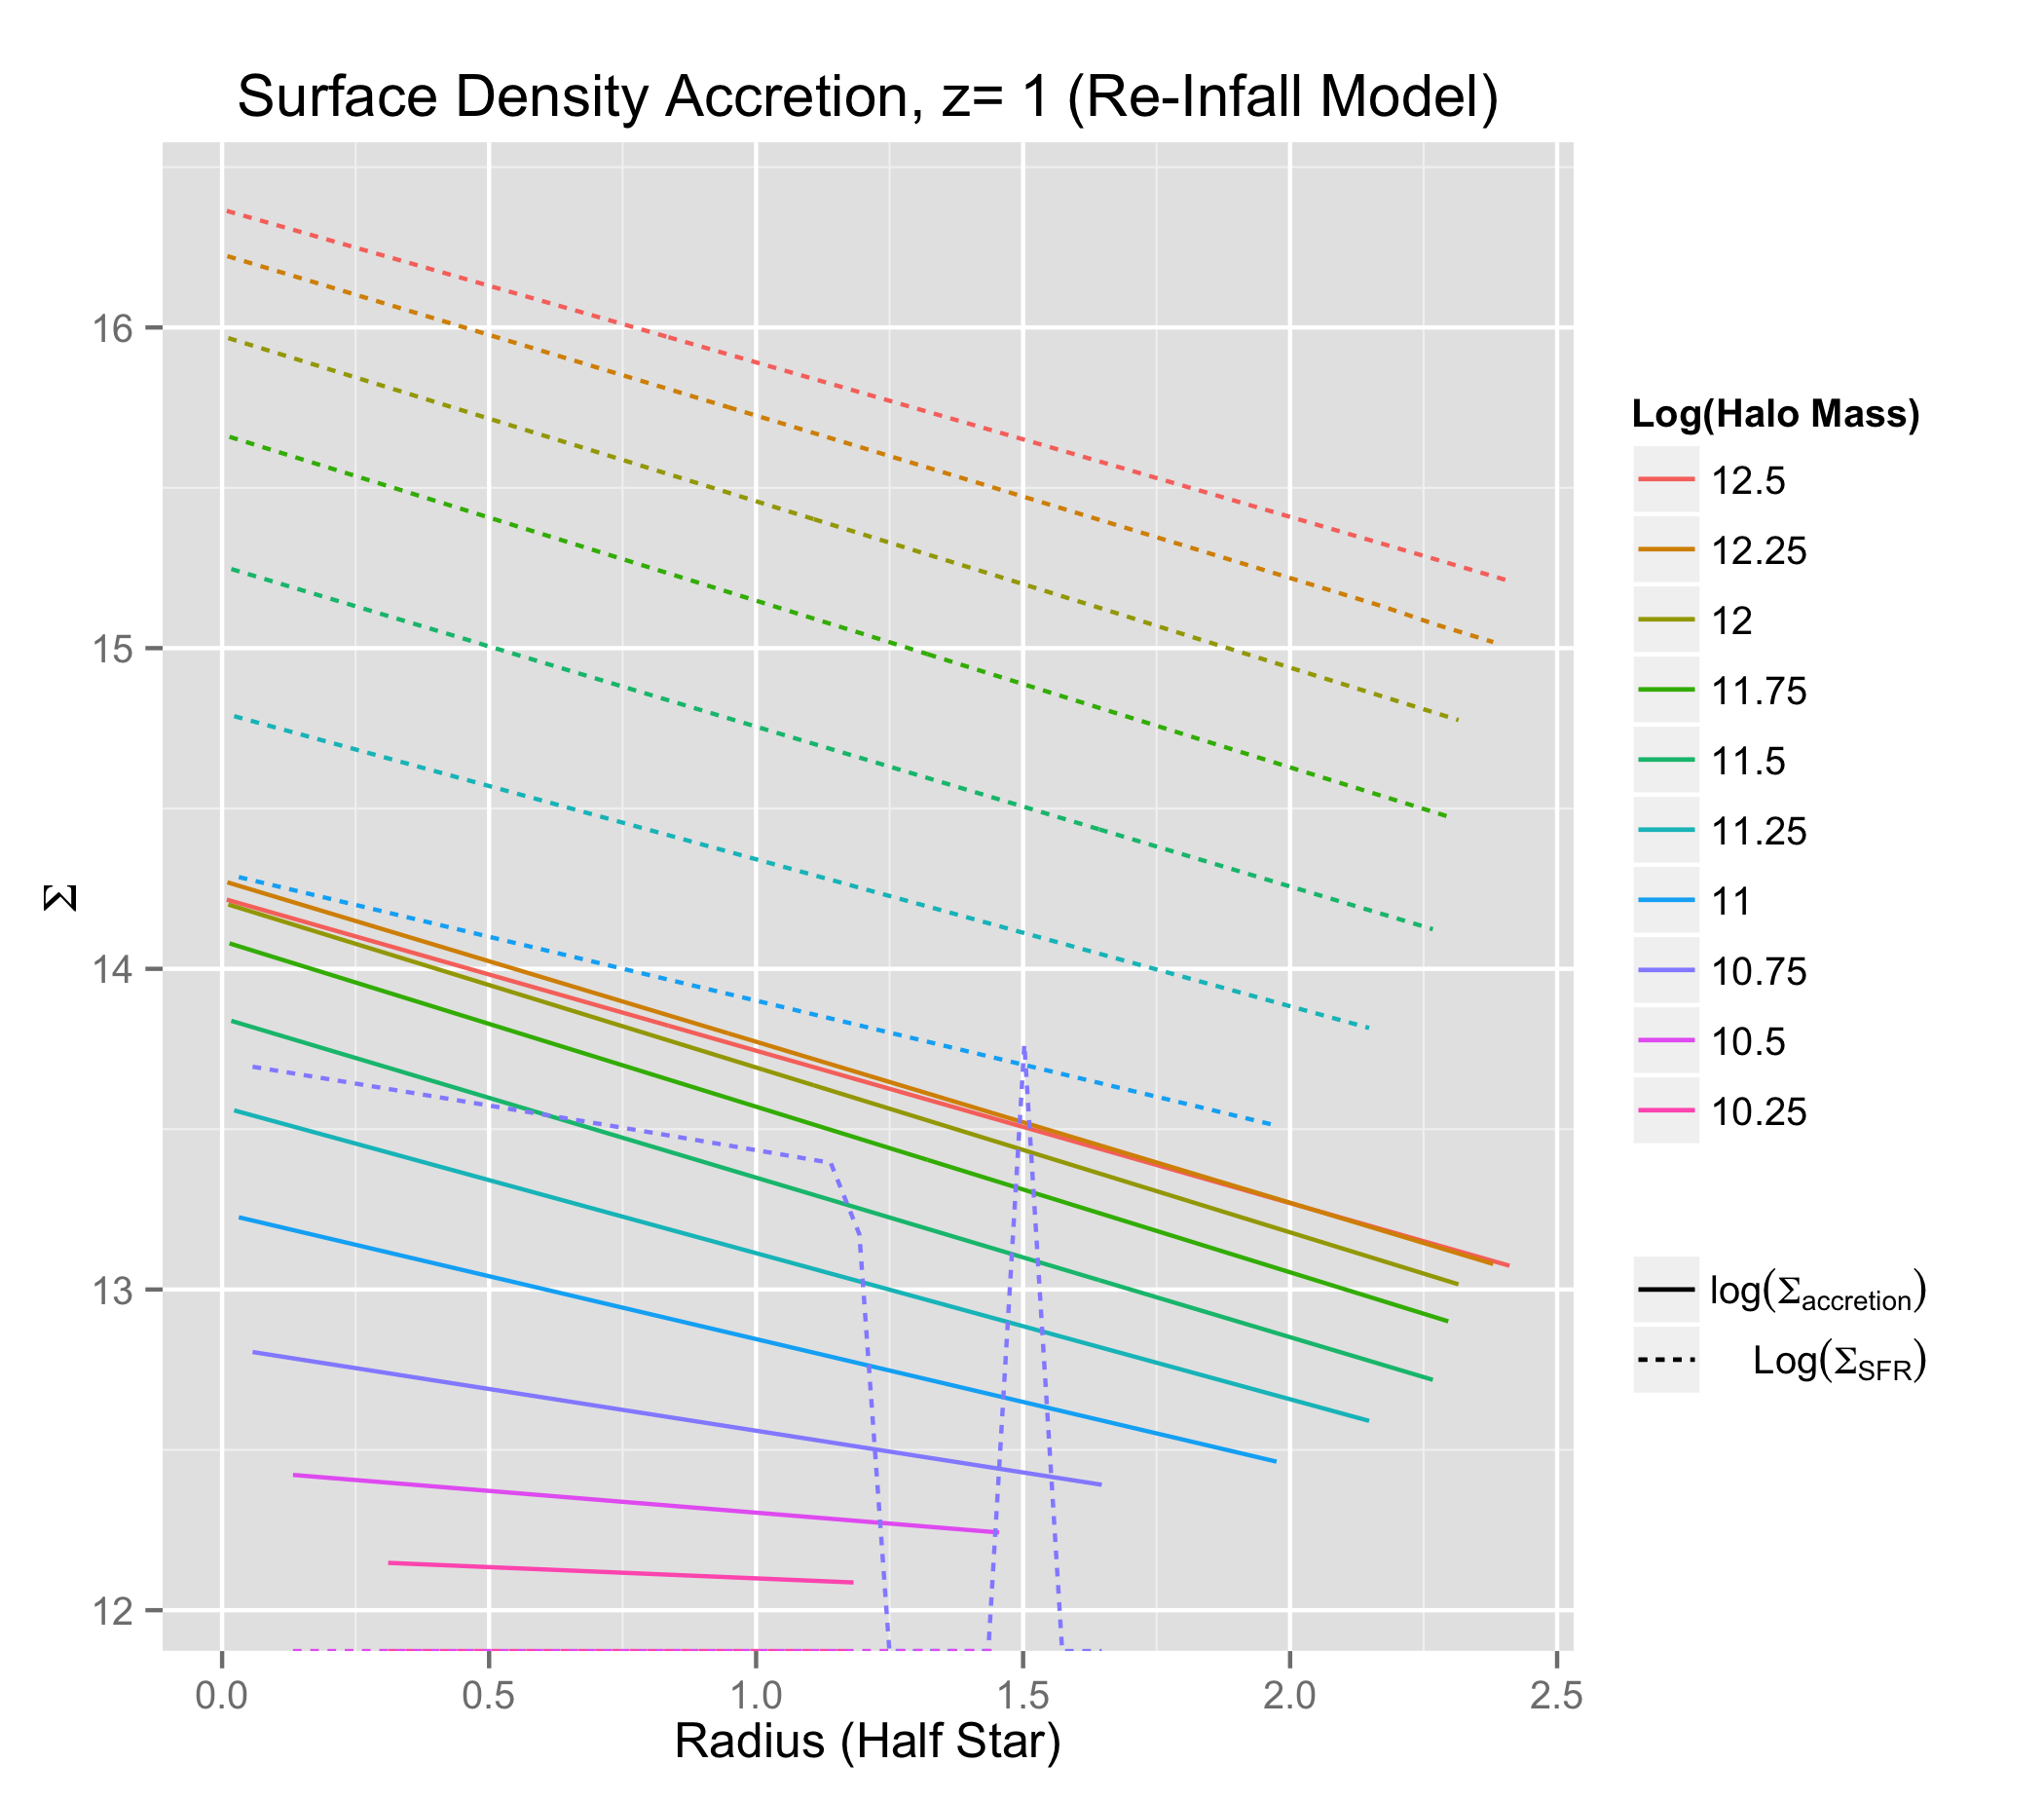 Surface Density Accretion, z= 1 (Re-Infall Model)
16
15
14
13
12
Σ
0.0 0.5 1.0 1.5 2.0 2.5
Radius (Half Star)
Log(Halo Mass)
12.5
12.25
12
11.75
11.5
11.25
11
10.75
10.5
10.25
log(Σaccretion)
Log(ΣSFR)